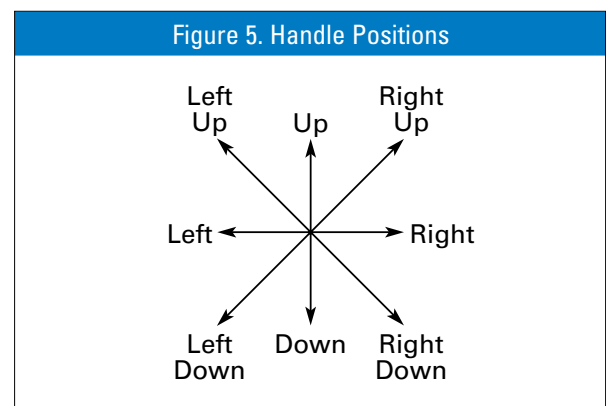 Figure 5. Handle Positions
Left
Up
Up
Right
Up
Left
Right
Left
Down
Down
Right
Down